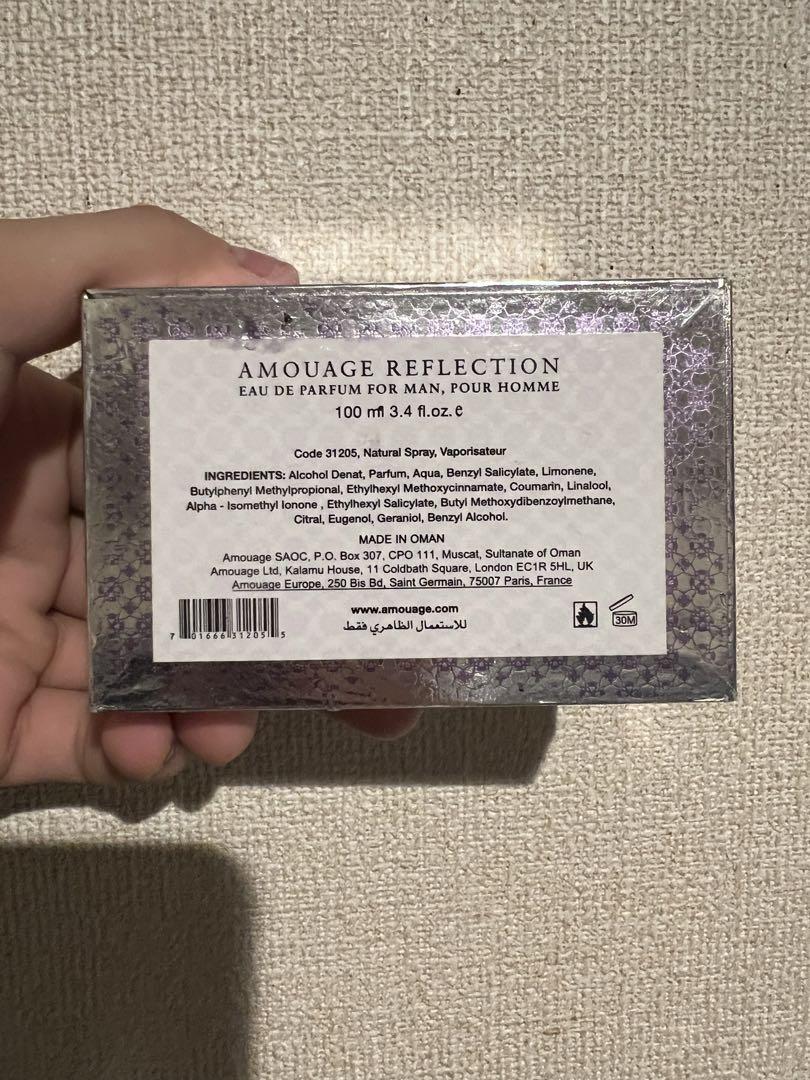 AMOUAGE REFLECTION
EAU DE PARFUM FOR MAN, POUR HOMME
100 ml 3.4 fl.oz. e
Code 31205, Natural Spray, Vaporisateur
INGREDIENTS: Alcohol Denat, Parfum, Aqua, Benzyl Salicylate, Limonene,
Butylphenyl Methylpropional, Ethylhexyl Methoxycinnamate, Coumarin, Linalool,
Alpha - Isomethyl Ionone , Ethylhexyl Salicylate, Butyl Methoxydibenzoylmethane,
Citral, Eugenol, Geraniol, Benzyl Alcohol.
MADE IN OMAN
Amouage SAOC, P.O. Box 307, CPO 111, Muscat, Sultanate of Oman
Amouage Ltd, Kalamu House, 11 Coldbath Square, London EC1R 5HL, UK
Amouage Europe, 250 Bis Bd, Saint Germain, 75007 Paris, France
www.amouage.com
للاستعمال الظاهري فقط
7 01666 31205 5
30M